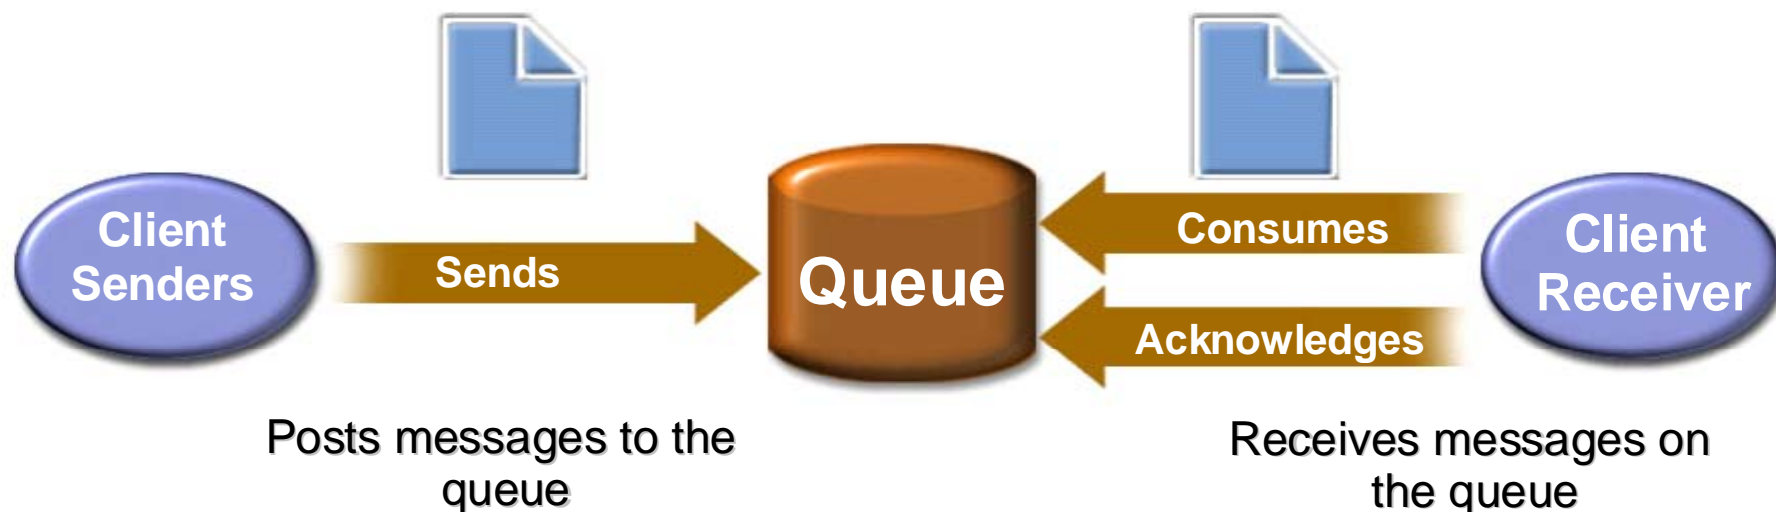 Client
Senders
Sends
Queue
Consumes
Acknowledges
Client
Receiver
Posts messages to the
queue
Receives messages on
the queue